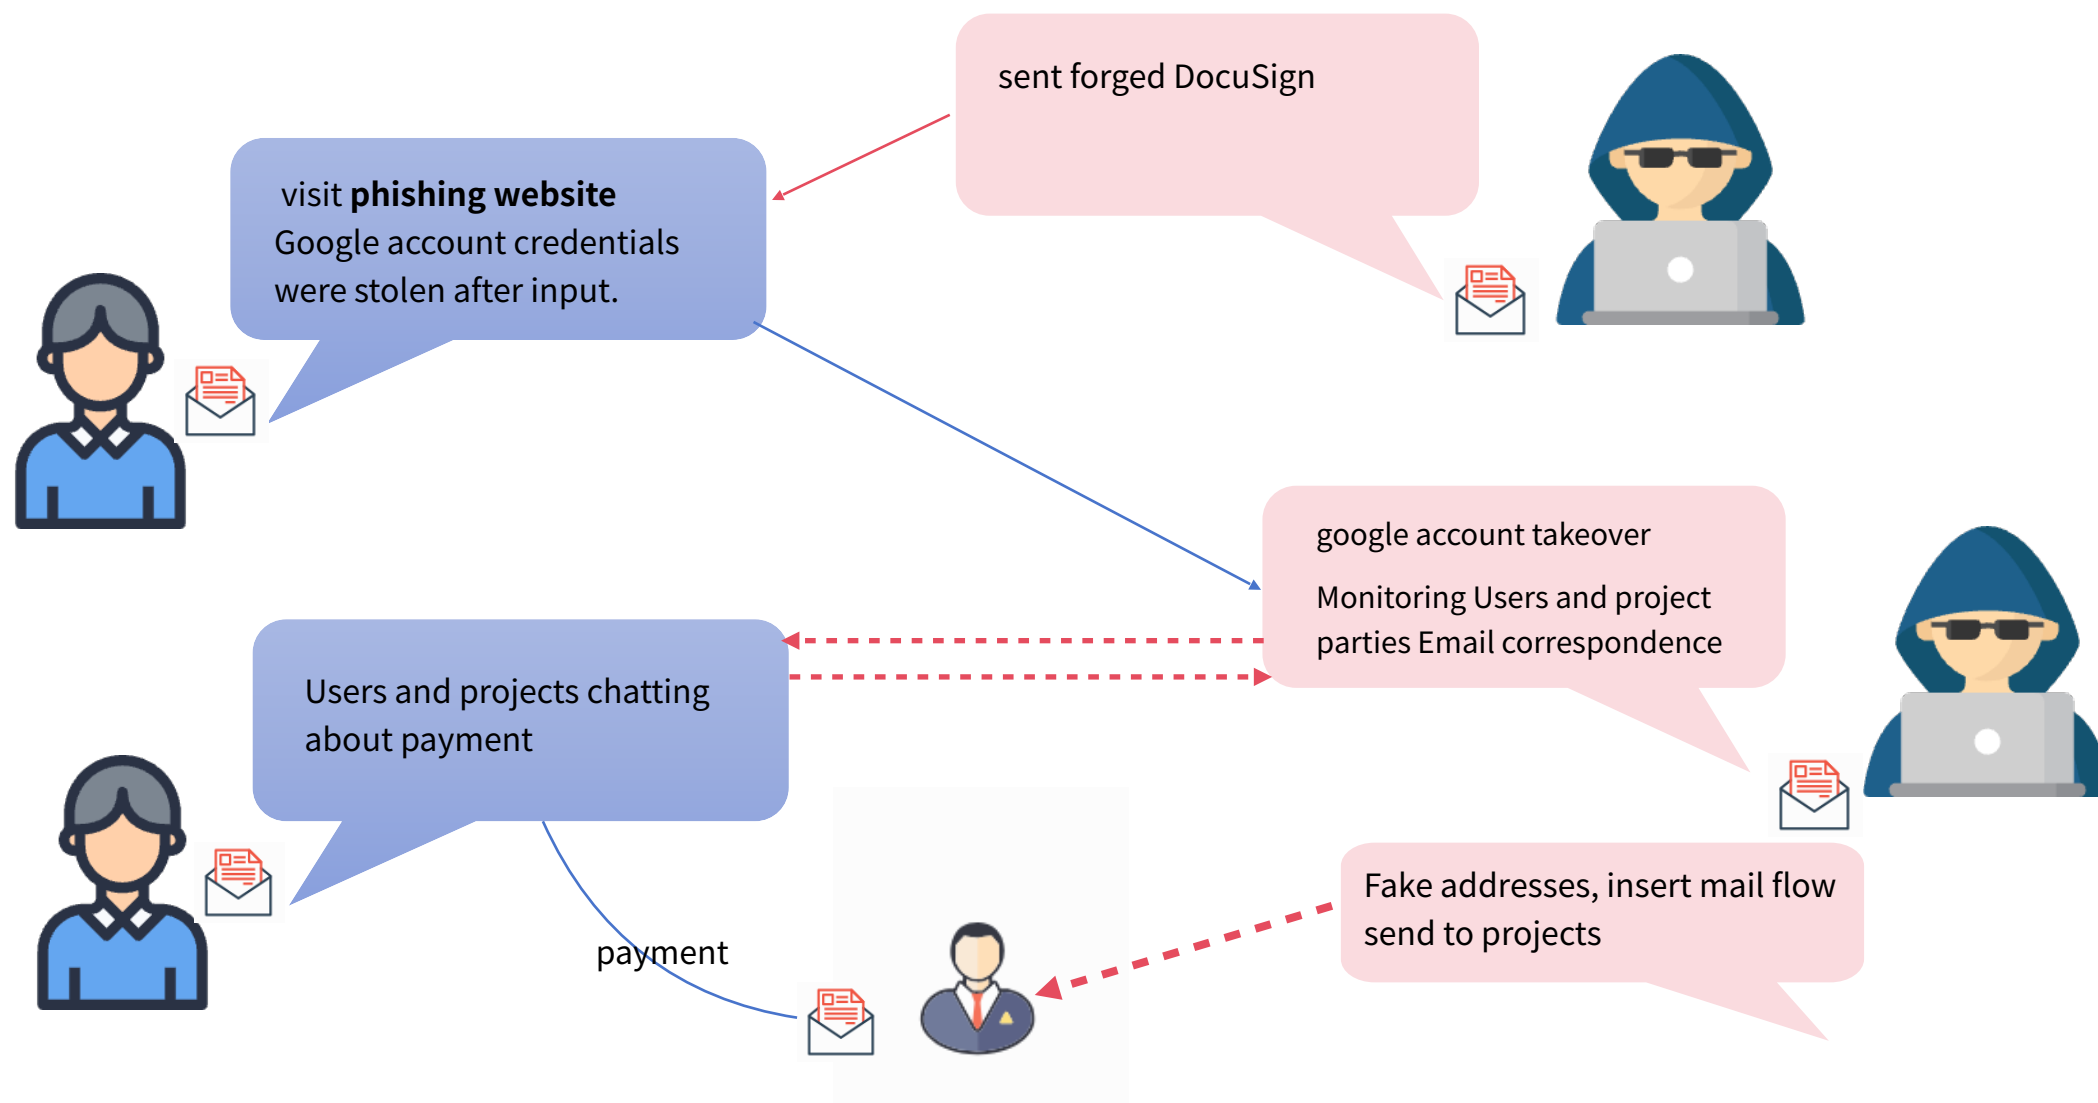 sent forged DocuSign
visit phishing website
Google account credentials
were stolen after input.
google account takeover
Monitoring Users and project
parties Email correspondence
Users and projects chatting
about payment
Fake addresses, insert mail flow
send to projects
payment